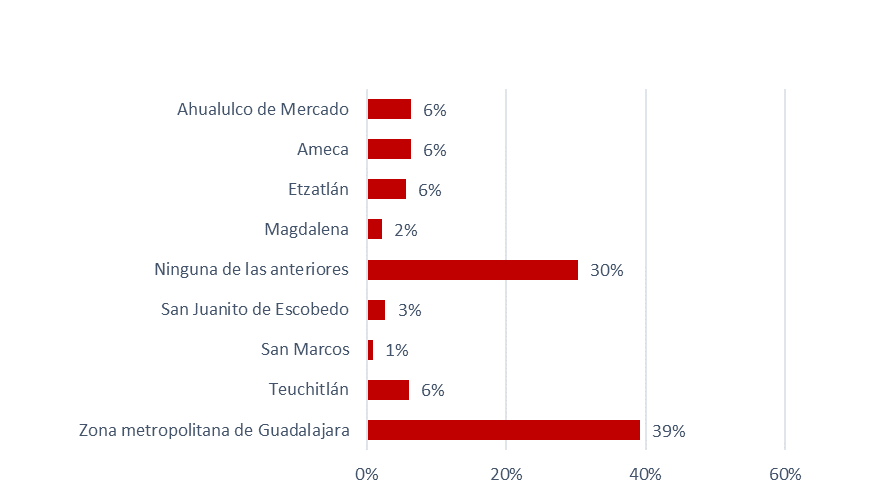 Ahualulco de Mercado 6%
Ameca 6%
Etzatlán 6%
Magdalena 2%
Ninguna de las anteriores 30%
San Juanito de Escobedo 3%
San Marcos 1%
Teuchitlán 6%
Zona metropolitana de Guadalajara 39%
0% 20% 40% 60%